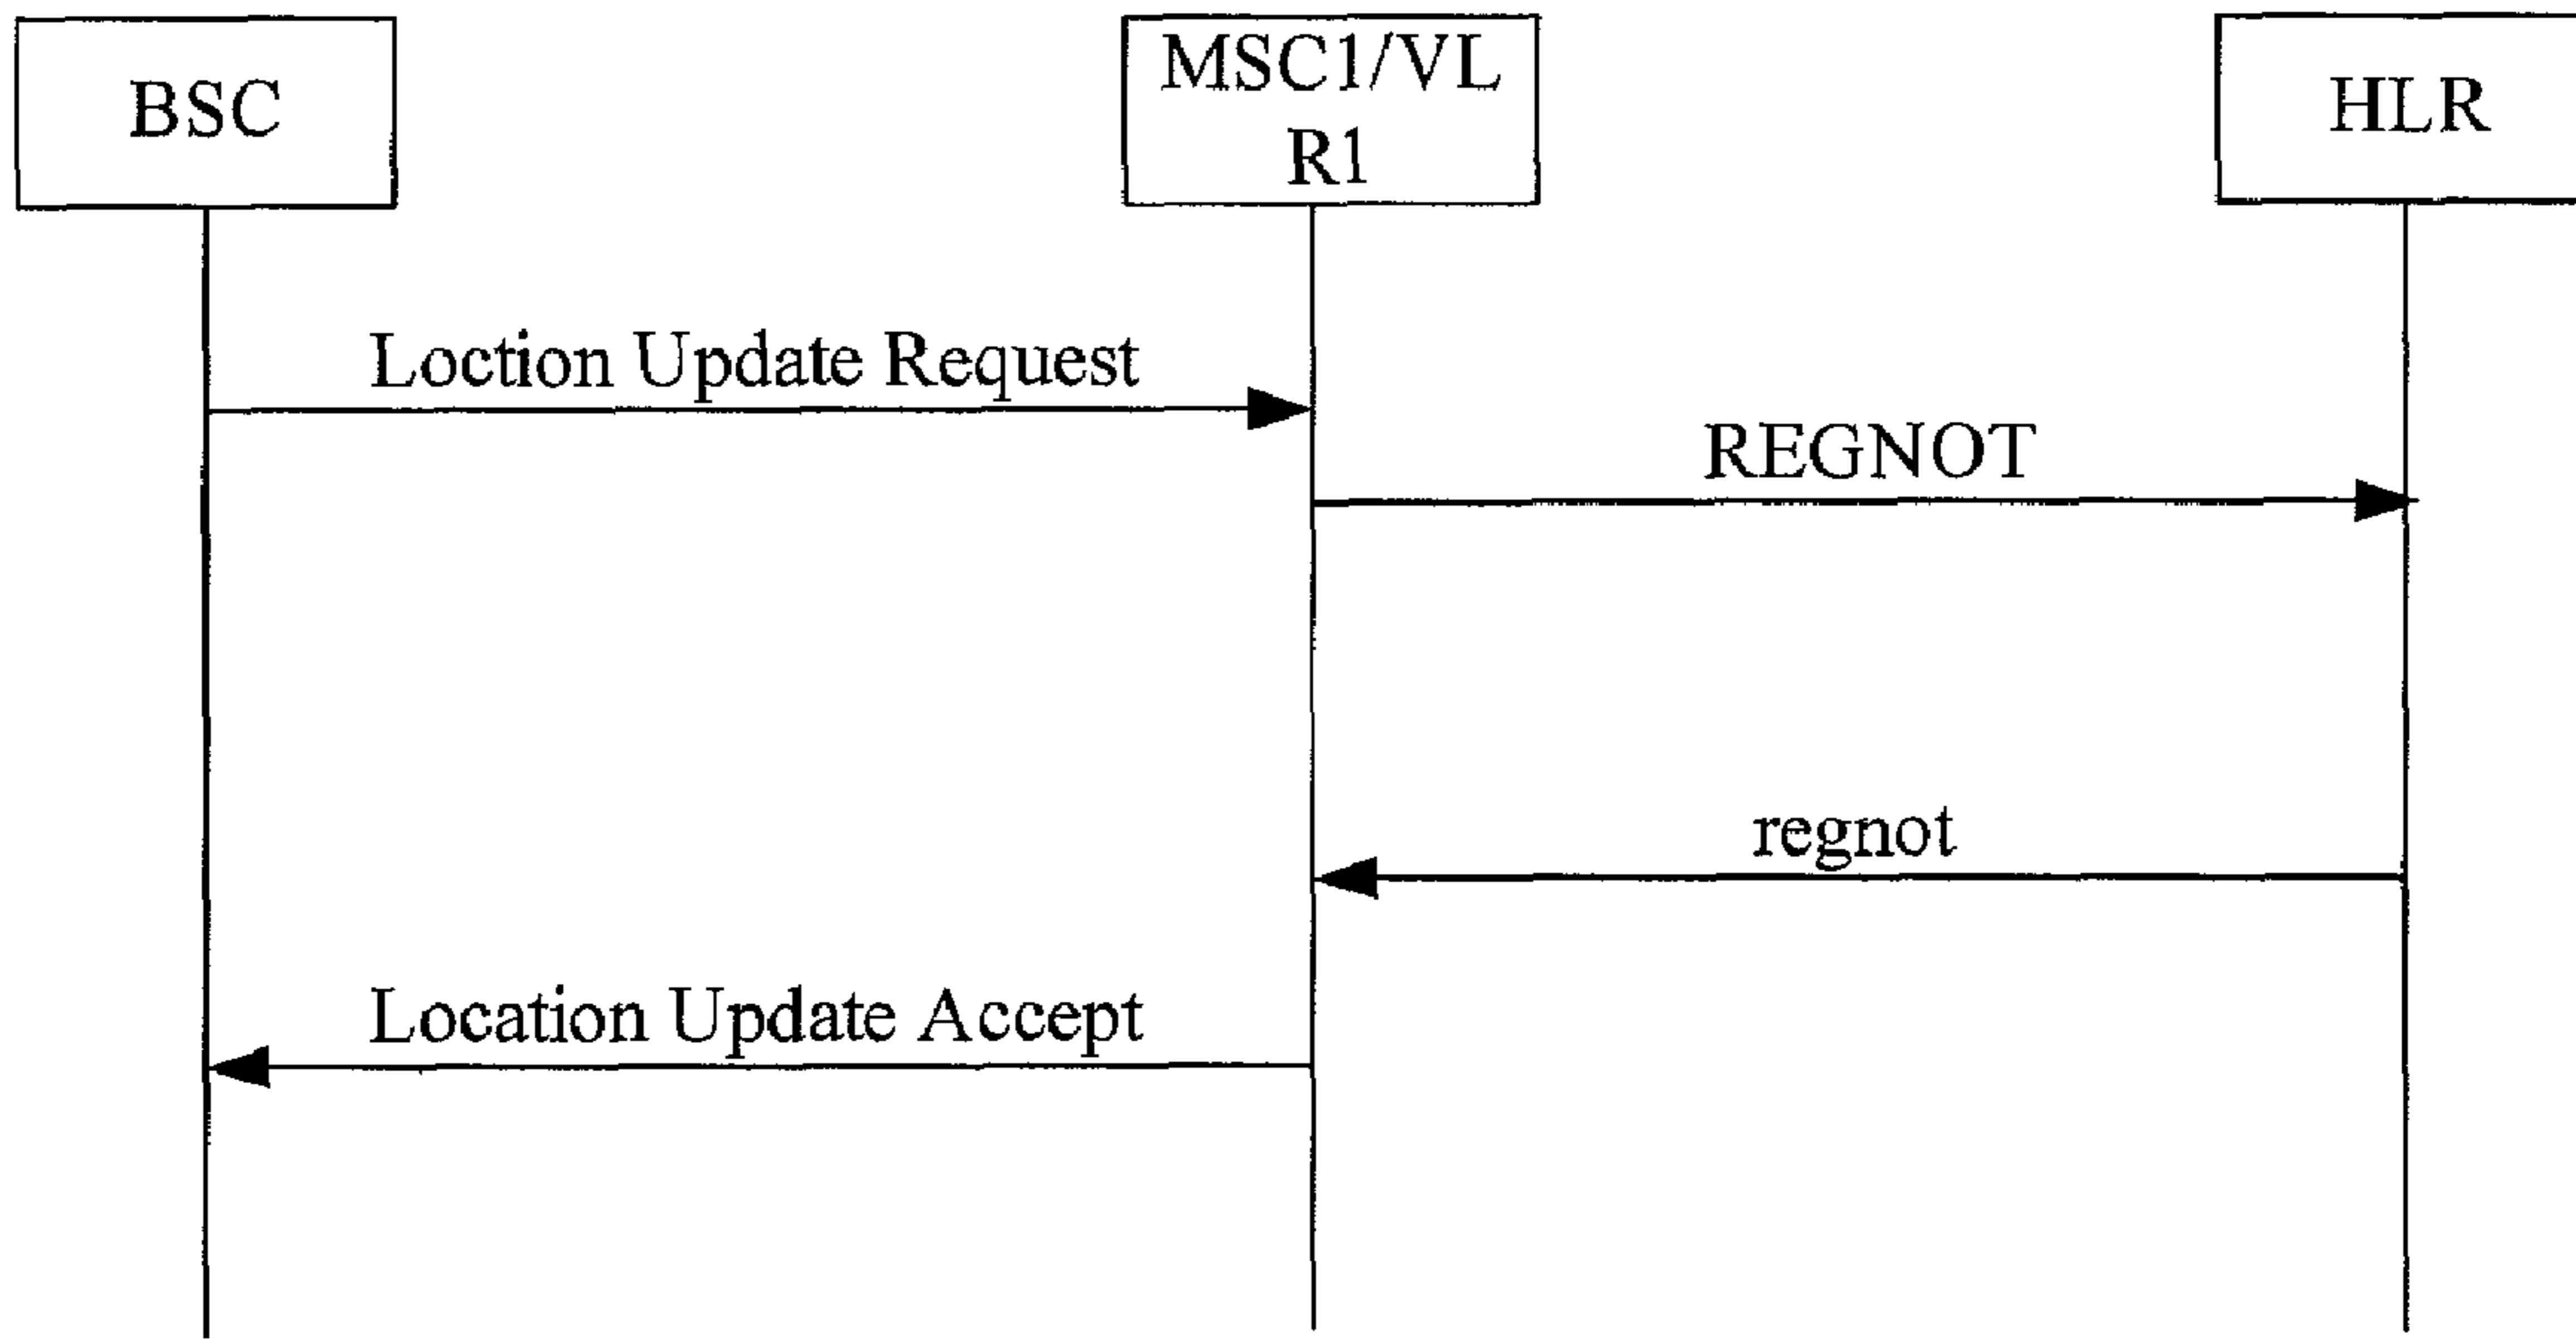 BSC
MSC1/VL
R1
HLR
Loction Update Request
REGNOT
regnot
Location Update Accept